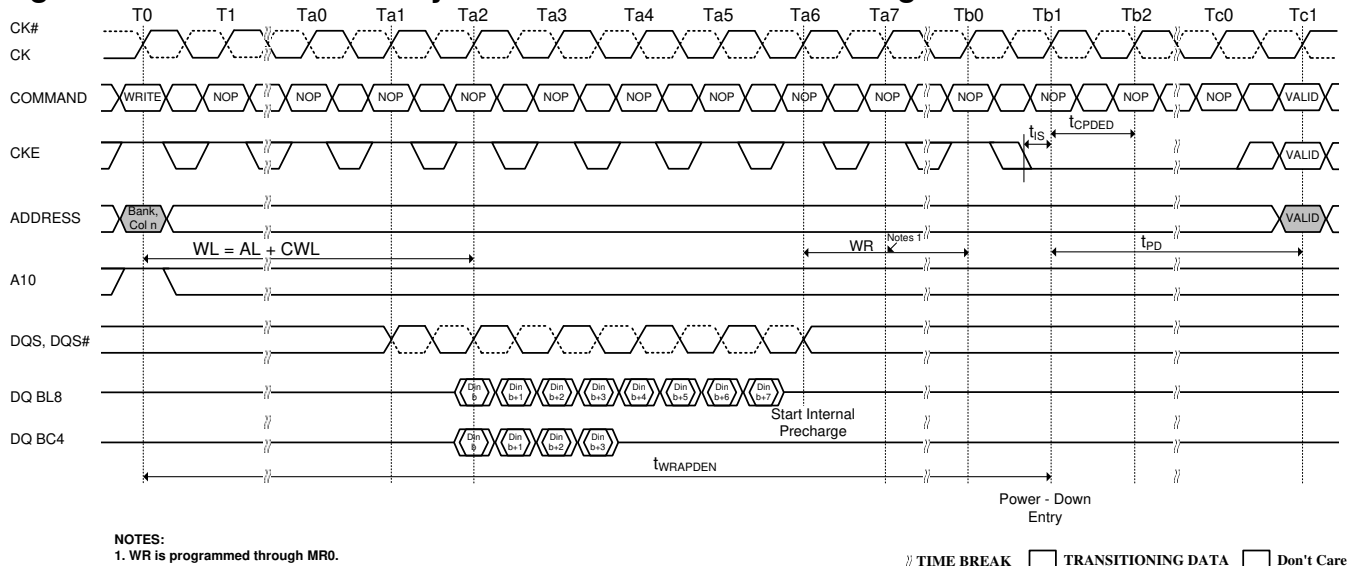 T0 T1 Ta0 Ta1 Ta2 Ta3 Ta4 Ta5 Ta6 Ta7 Tb0 Tb1 Tb2 Tc0 Tc1
CK#
CK
COMMAND WRITE NOP NOP NOP NOP NOP NOP NOP NOP NOP NOP NOP NOP NOP VALID
tIS tCPDED
CKE VALID
ADDRESS Bank, Col n VALID
WL = AL + CWL WR Notes 1 tPD
A10
DQS, DQS#
DQ BL8 Din b Din b+1 Din b+2 Din b+3 Din b+4 Din b+5 Din b+6 Din b+7
Start Internal
Precharge
DQ BC4 Din b Din b+1 Din b+2 Din b+3
tWRAPDEN
Power - Down
Entry
NOTES:
1. WR is programmed through MR0.
TIME BREAK TRANSITIONING DATA Don't Care